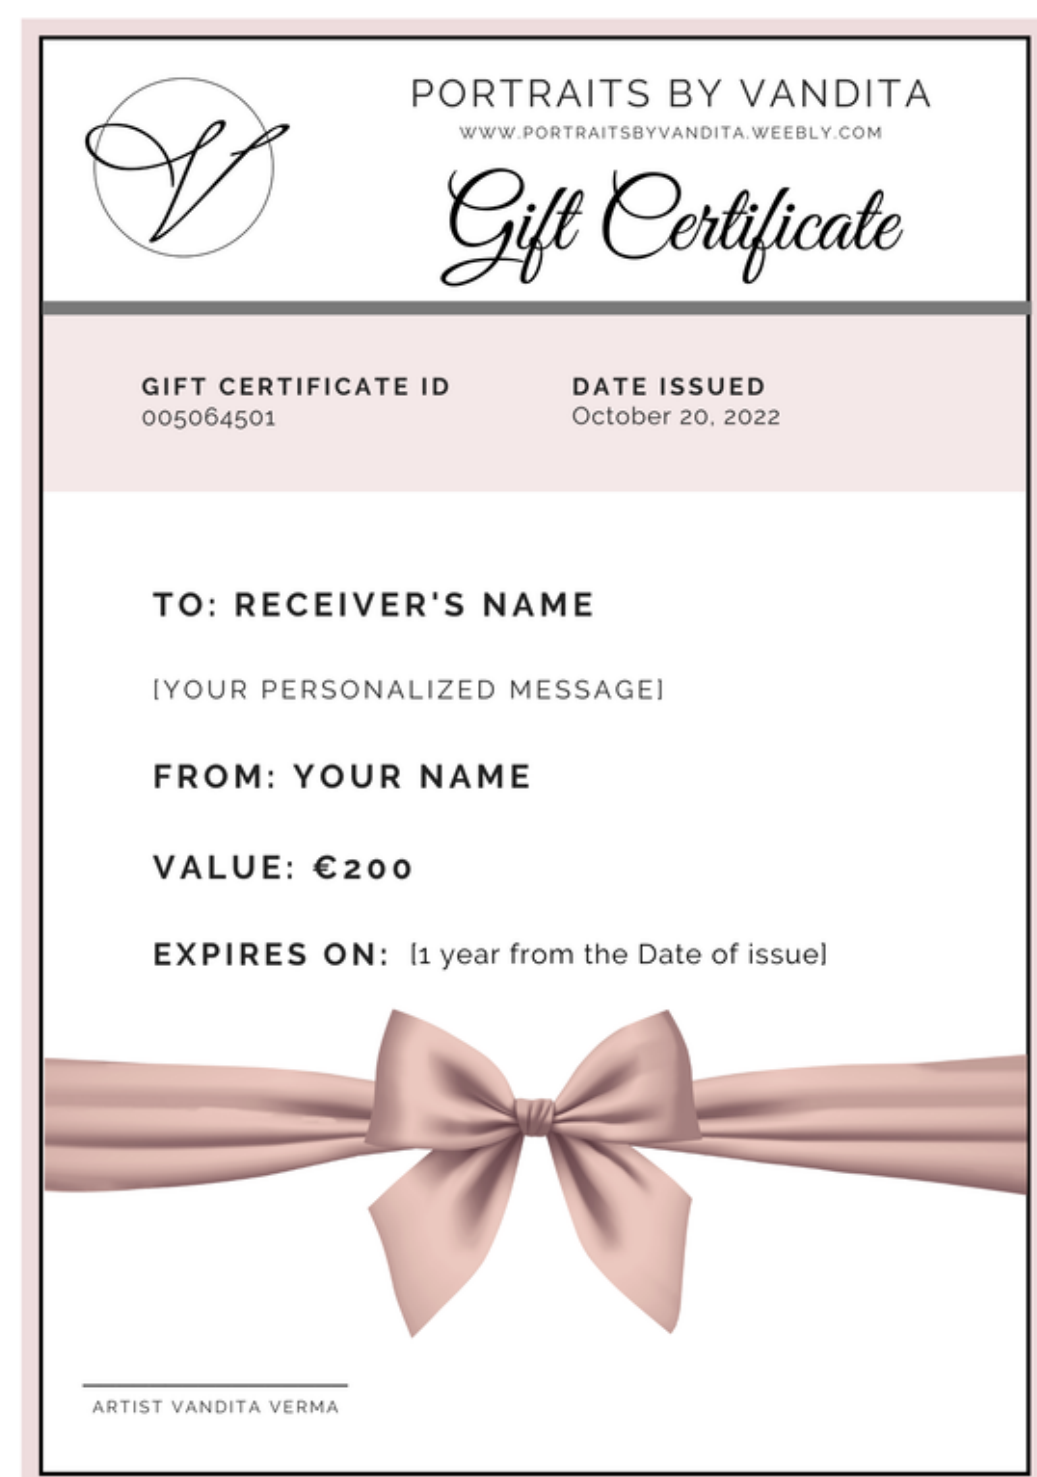 V
PORTRAITS BY VANDITA
WWW.PORTRAITSBYVANDITA.WEEBLY.COM
Gift Certificate
GIFT CERTIFICATE ID
005064501
DATE ISSUED
October 20, 2022
TO: RECEIVER'S NAME
[YOUR PERSONALIZED MESSAGE]
FROM: YOUR NAME
VALUE: €200
EXPIRES ON: [1 year from the Date of issue]
ARTIST VANDITA VERMA